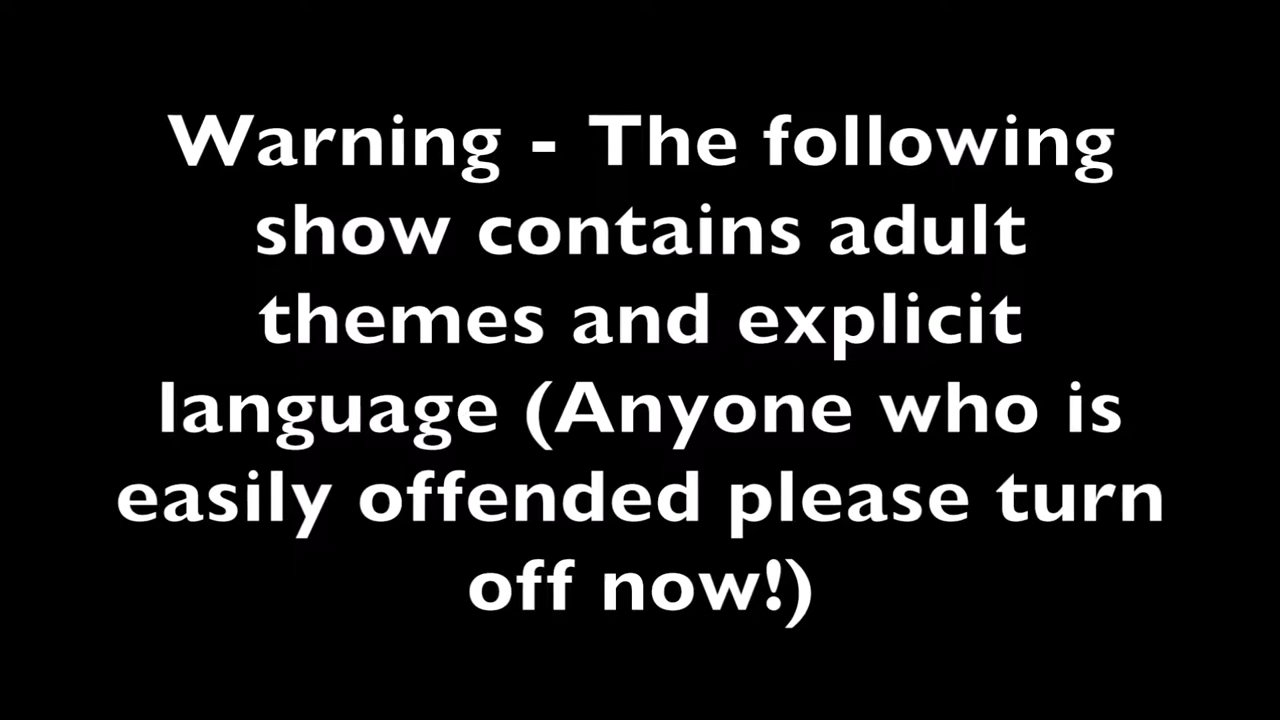 Warning - The following
show contains adult
themes and explicit
language (Anyone who is
easily offended please turn
off now!)